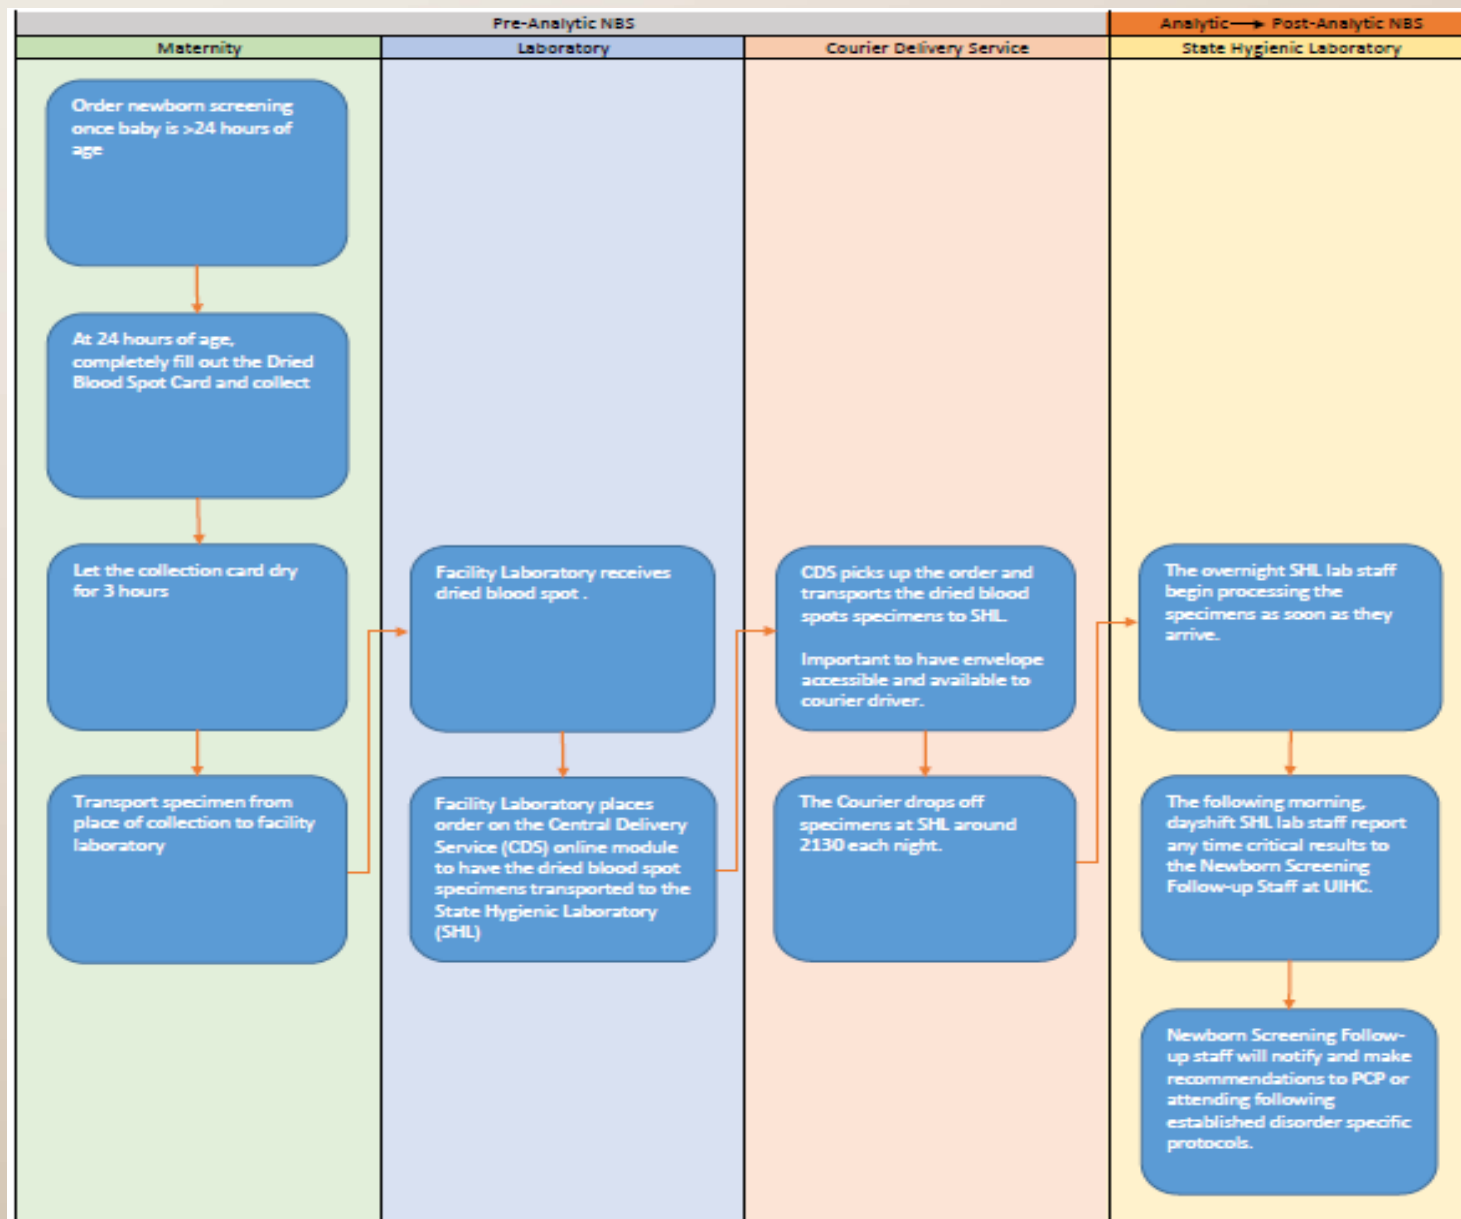 Pre-Analytic NBS
Analytic → Post-Analytic NBS
Maternity
Laboratory
Courier Delivery Service
State Hygienic Laboratory
Order newborn screening
once baby is >24 hours of
age
At 24 hours of age,
completely fill out the Dried
Blood Spot Card and collect
Let the collection card dry
for 3 hours
Transport specimen from
place of collection to facility
laboratory
Facility Laboratory receives
dried blood spot .
Facility Laboratory places
order on the Central Delivery
Service (CDS) online module
to have the dried blood spot
specimens transported to the
State Hygienic Laboratory
(SHL)
CDS picks up the order and
transports the dried blood
spots specimens to SHL.
Important to have envelope
accessible and available to
courier driver.
The Courier drops off
specimens at SHL around
2130 each night.
The overnight SHL lab staff
begin processing the
specimens as soon as they
arrive.
The following morning,
dayshift SHL lab staff report
any time critical results to
the Newborn Screening
Follow-up Staff at UIHC.
Newborn Screening Follow-
up staff will notify and make
recommendations to PCP or
attending following
established disorder specific
protocols.